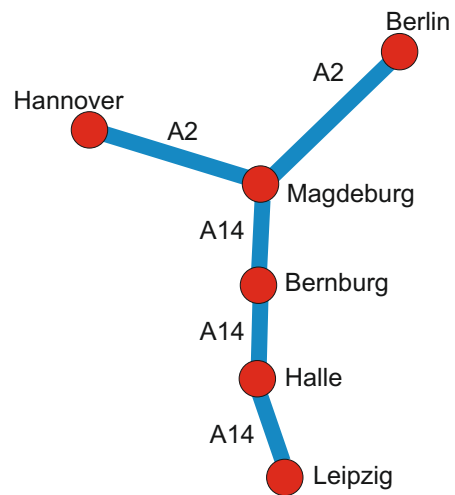 Berlin
A2
Hannover
A2
Magdeburg
A14
Bernburg
A14
Halle
A14
Leipzig